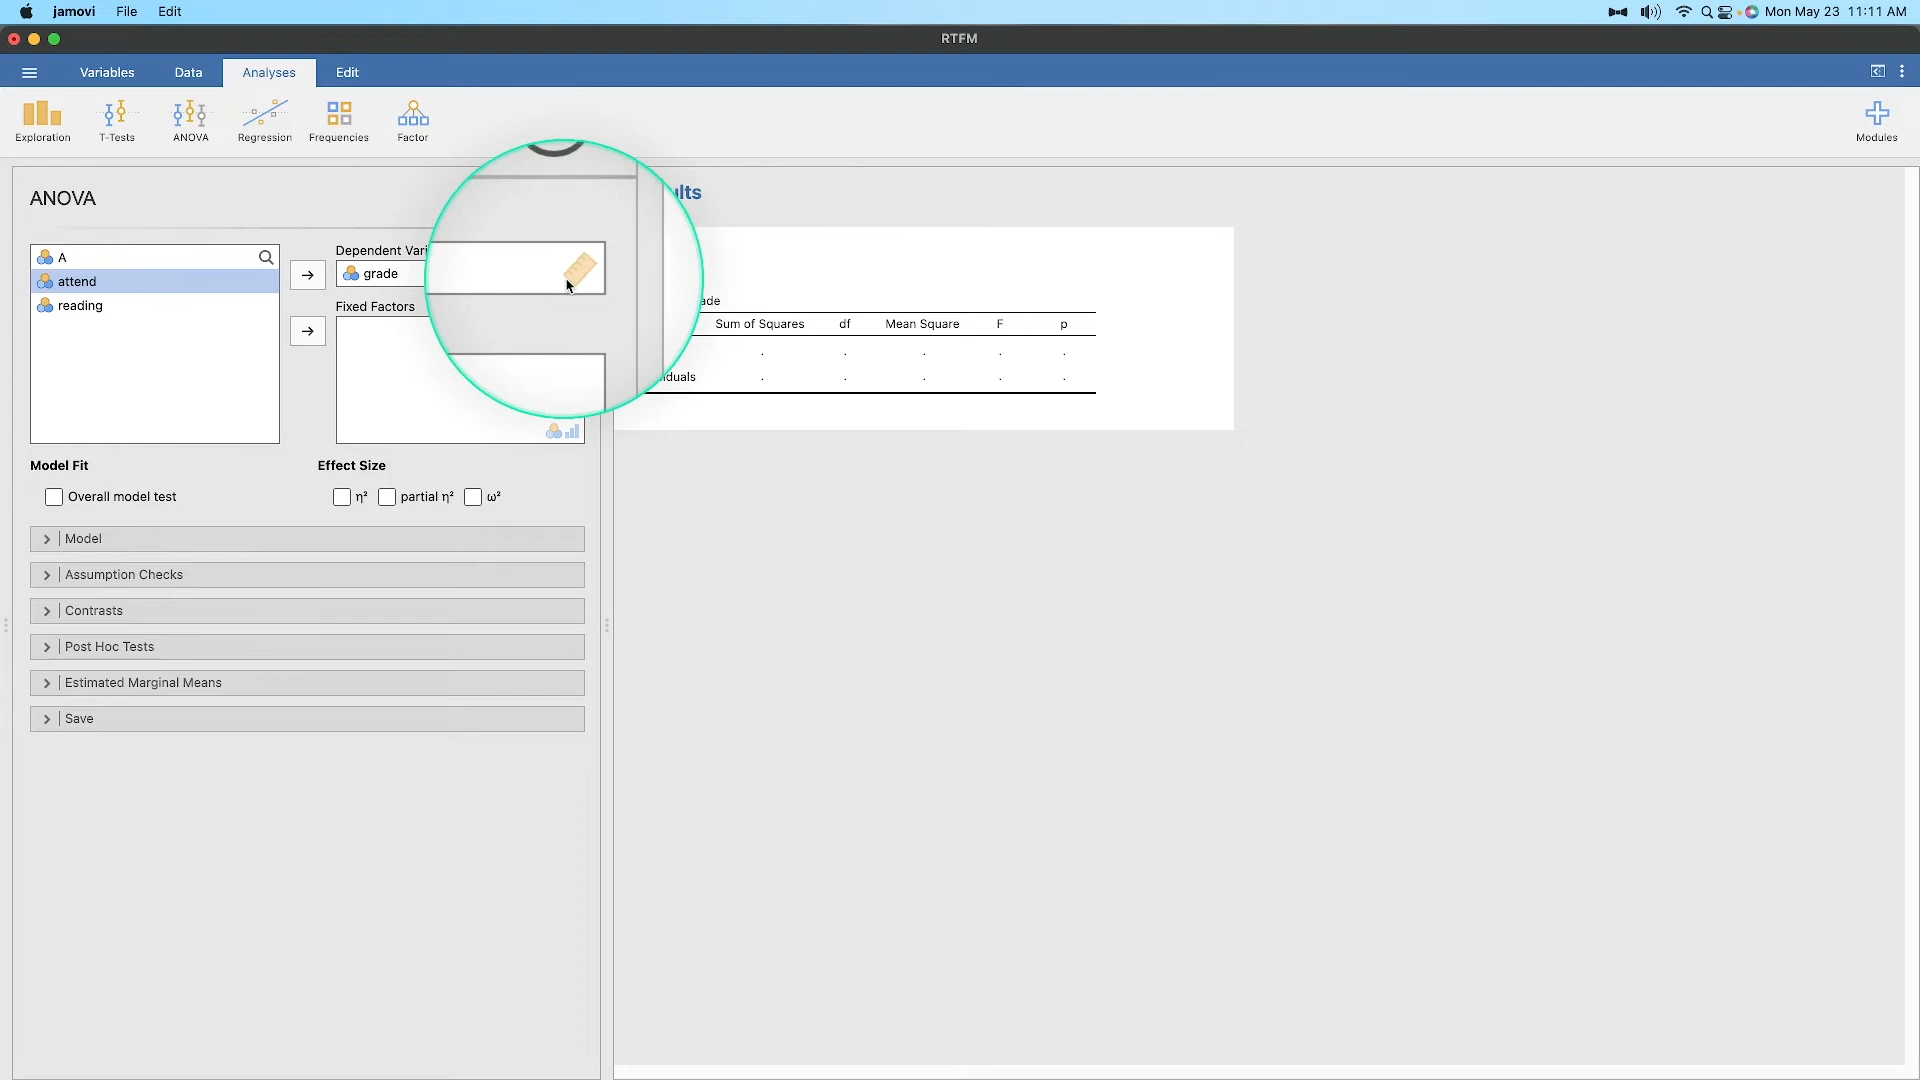 jamovi File Edit Mon May 23 11:11 AM
RTFM
Variables Data Analyses Edit
Exploration T-Tests ANOVA Regression Frequencies Factor Modules
ANOVA
A
attend
reading
Dependent Vari
grade
Fixed Factors
Model Fit
Overall model test
Effect Size
η² partial η² ω²
Model
Assumption Checks
Contrasts
Post Hoc Tests
Estimated Marginal Means
Save
ults
ade
Sum of Squares df Mean Square F p
. . . . .
iduals . . . . .